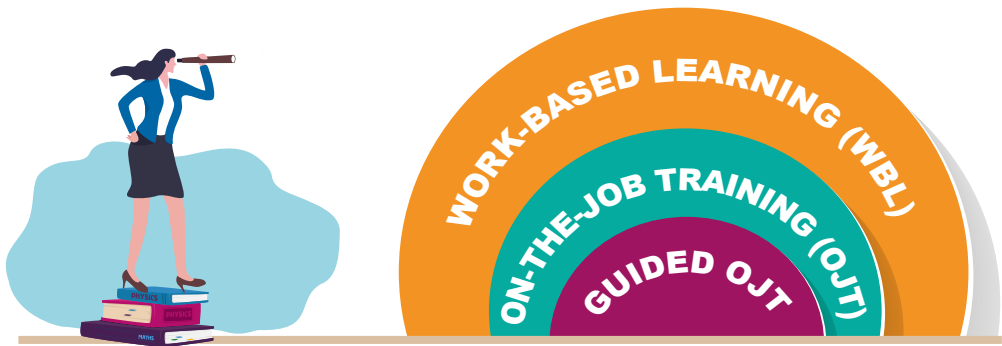 WORK-BASED LEARNING (WBL)
ON-THE-JOB TRAINING (OJT)
GUIDED OJT
PHYSICS
PHYSICS
MATHS